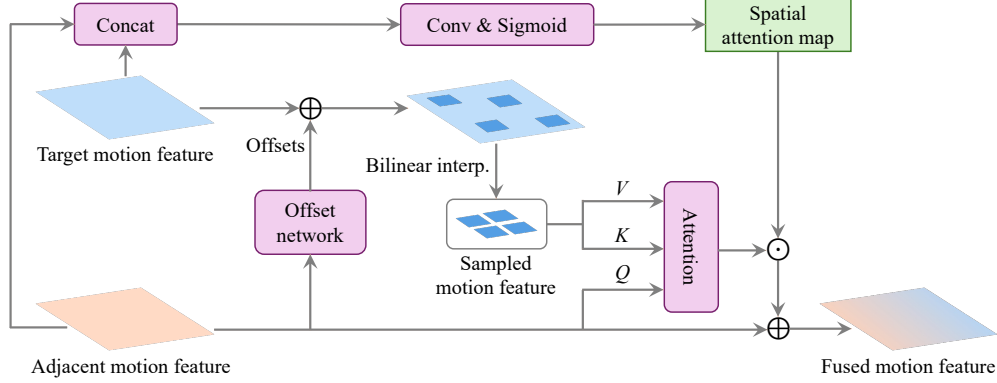 Concat
Conv & Sigmoid
Spatial
attention map
Target motion feature
Offsets
Bilinear interp.
Offset
network
V
K
Q
Attention
Sampled
motion feature
Adjacent motion feature
Fused motion feature